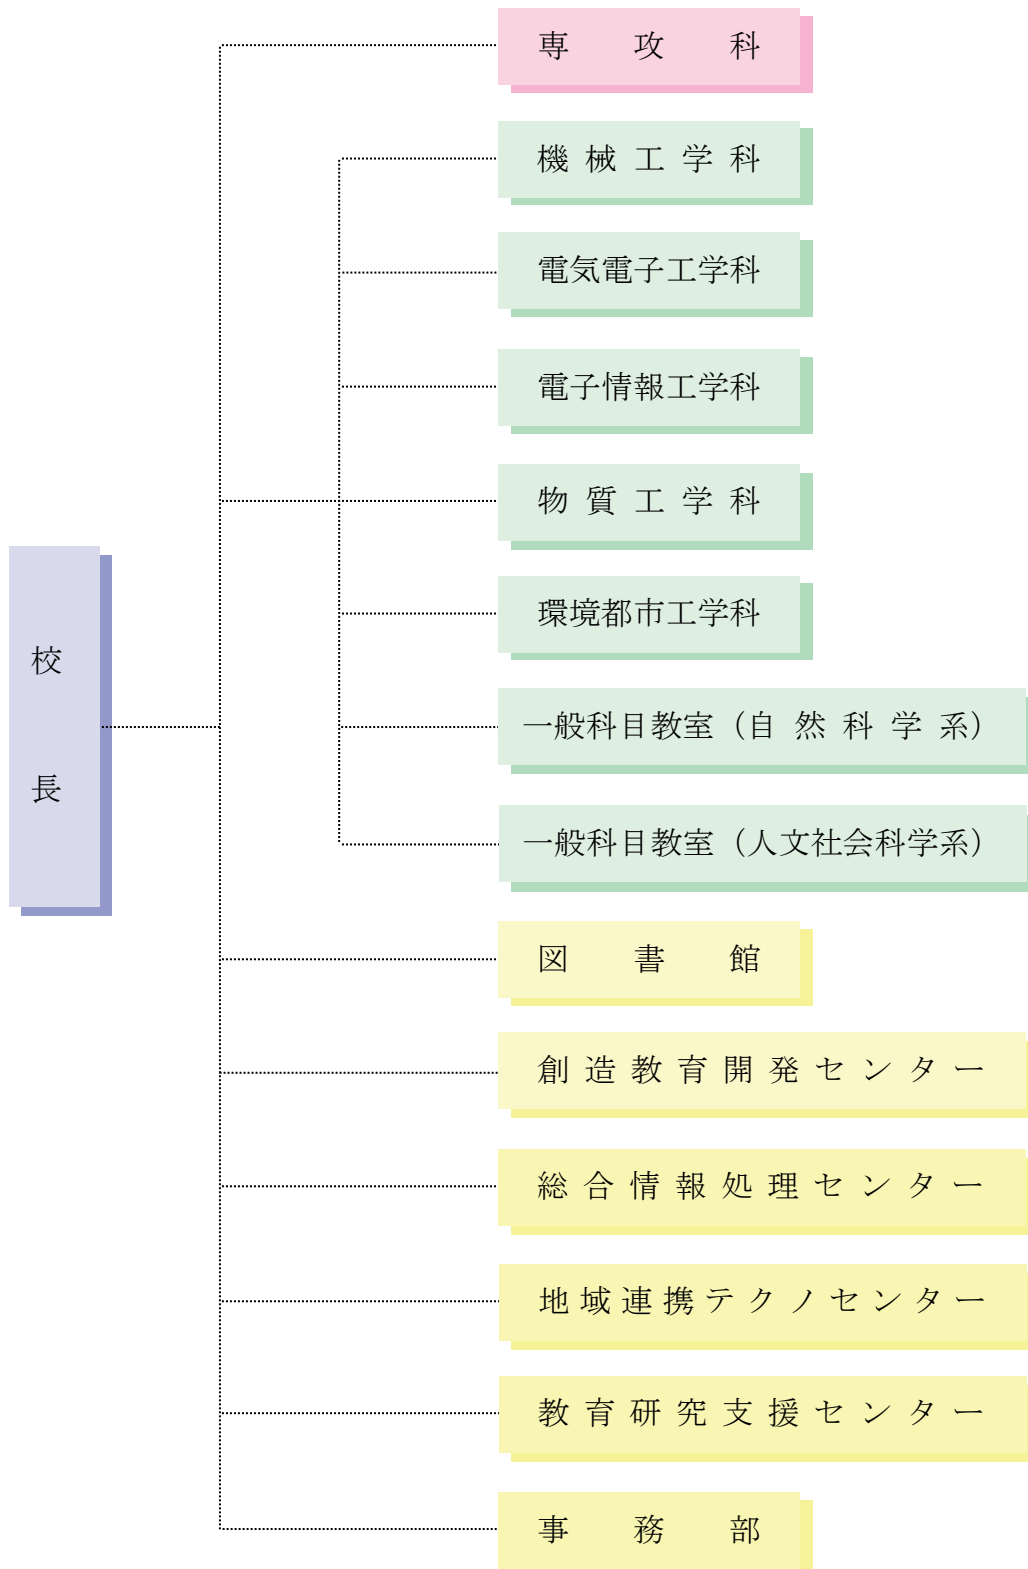 専攻科
機械工学科
電気電子工学科
電子情報工学科
物質工学科
環境都市工学科
校長
一般科目教室（自然科学系）
一般科目教室（人文社会科学系）
図書館
創造教育開発センター
総合情報処理センター
地域連携テクノセンター
教育研究支援センター
事務部